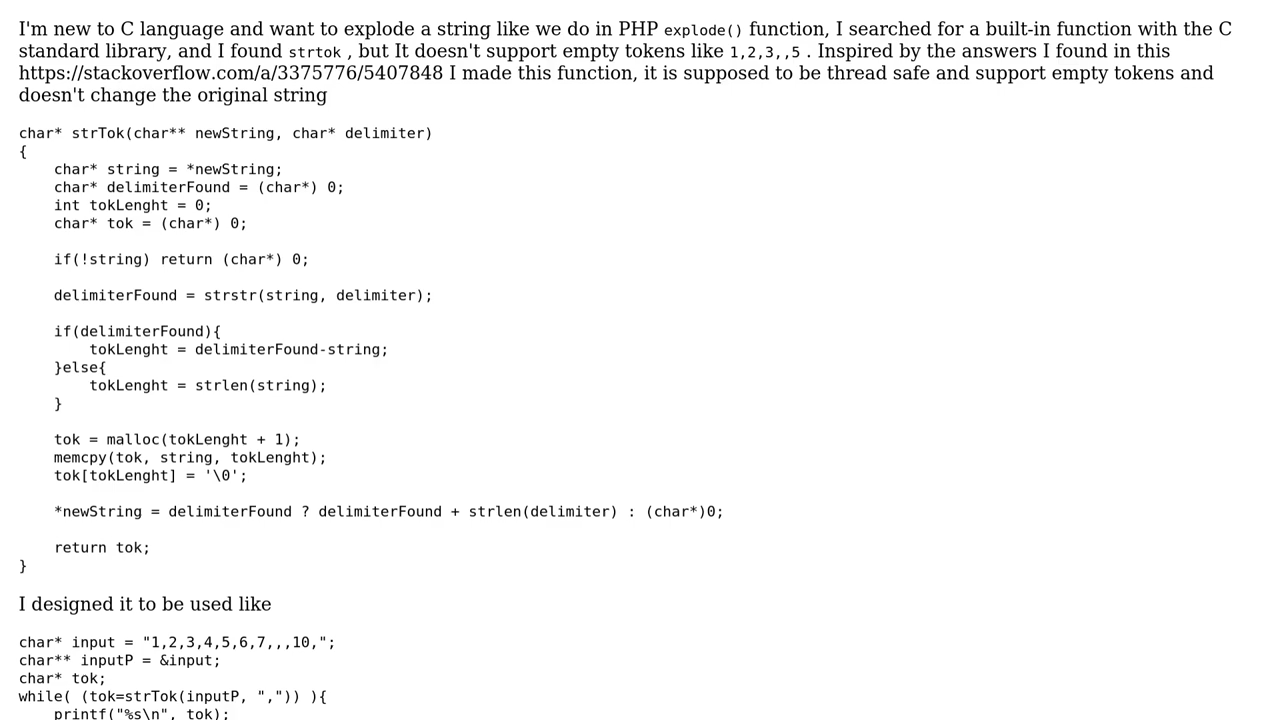 I'm new to C language and want to explode a string like we do in PHP explode() function, I searched for a built-in function with the C
standard library, and I found strtok , but It doesn't support empty tokens like 1,2,3,,5 . Inspired by the answers I found in this
https://stackoverflow.com/a/3375776/5407848 I made this function, it is supposed to be thread safe and support empty tokens and
doesn't change the original string
char* strTok(char** newString, char* delimiter)
{
    char* string = *newString;
    char* delimiterFound = (char*) 0;
    int tokLenght = 0;
    char* tok = (char*) 0;
    if(!string) return (char*) 0;
    delimiterFound = strstr(string, delimiter);
    if(delimiterFound){
        tokLenght = delimiterFound-string;
    }else{
        tokLenght = strlen(string);
    }
    tok = malloc(tokLenght + 1);
    memcpy(tok, string, tokLenght);
    tok[tokLenght] = '\0';
    *newString = delimiterFound ? delimiterFound + strlen(delimiter) : (char*)0;
    return tok;
}
I designed it to be used like
char* input = "1,2,3,4,5,6,7,,,10,";
char** inputP = &input;
char* tok;
while( (tok=strTok(inputP, ",")) ){
    printf("%s\n", tok);